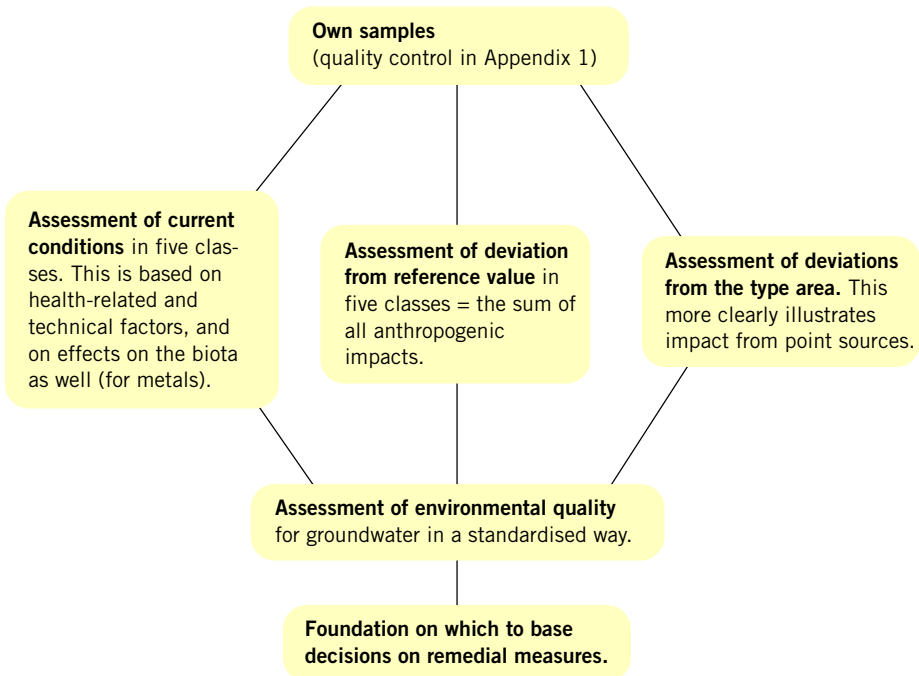 Own samples
(quality control in Appendix 1)
Assessment of current
conditions in five clas-
ses. This is based on
health-related and
technical factors, and
on effects on the biota
as well (for metals).
Assessment of deviation
from reference value in
five classes = the sum of
all anthropogenic
impacts.
Assessment of deviations
from the type area. This
more clearly illustrates
impact from point sources.
Assessment of environmental quality
for groundwater in a standardised way.
Foundation on which to base
decisions on remedial measures.